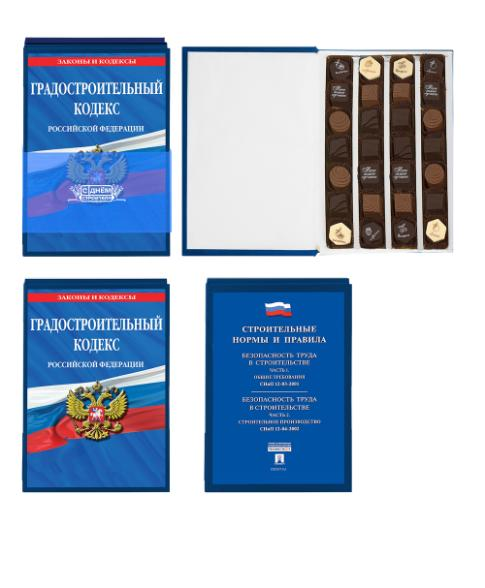 ЗАКОНЫ И КОДЕКСЫ
ГРАДОСТРОИТЕЛЬНЫЙ
КОДЕКС
РОССИЙСКОЙ ФЕДЕРАЦИИ
С ДНЁМ
СТРОИТЕЛЯ
ЗАКОНЫ И КОДЕКСЫ
ГРАДОСТРОИТЕЛЬНЫЙ
КОДЕКС
РОССИЙСКОЙ ФЕДЕРАЦИИ
СТРОИТЕЛЬНЫЕ
НОРМЫ И ПРАВИЛА
БЕЗОПАСНОСТЬ ТРУДА
В СТРОИТЕЛЬСТВЕ
ЧАСТЬ 1.
ОБЩИЕ ТРЕБОВАНИЯ
СНиП 12-03-2001
БЕЗОПАСНОСТЬ ТРУДА
В СТРОИТЕЛЬСТВЕ
ЧАСТЬ 2.
СТРОИТЕЛЬНОЕ ПРОИЗВОДСТВО
СНиП 12-04-2002